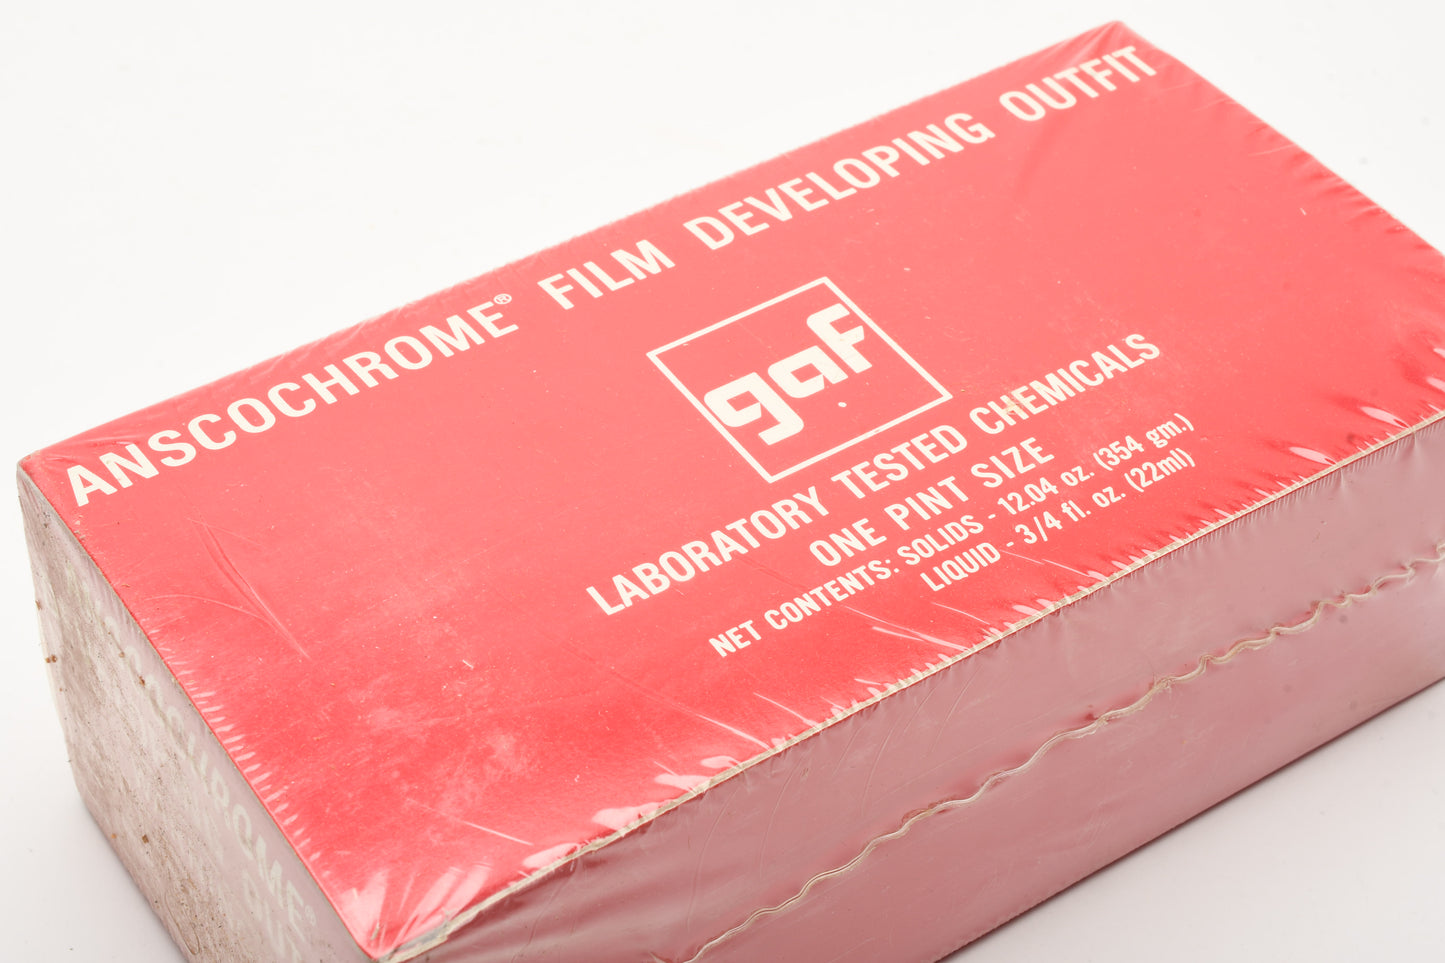 ANSCOCHROME® FILM DEVELOPING OUTFIT
gaf
LABORATORY TESTED CHEMICALS
ONE PINT SIZE
NET CONTENTS: SOLIDS - 12.04 oz. (354 gm.)
LIQUID - 3/4 fl. oz. (22ml)
ANSCOCHROME®